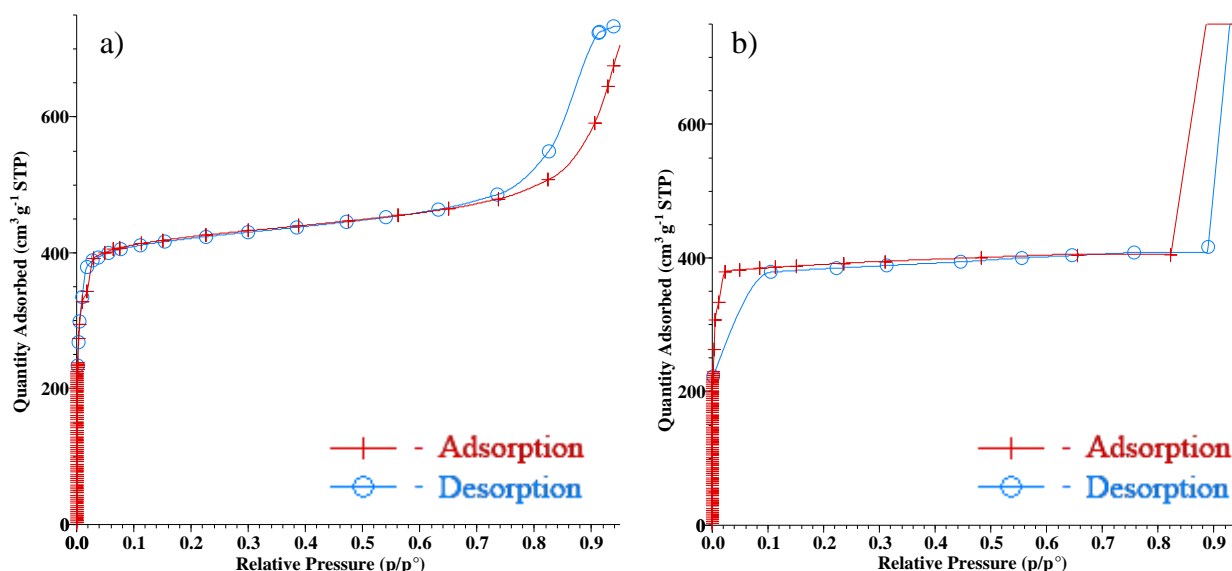 a)
Quantity Adsorbed (cm³ g⁻¹ STP)
600
400
200
0
0.0 0.1 0.2 0.3 0.4 0.5 0.6 0.7 0.8 0.9
Relative Pressure (p/p°)
- Adsorption
- Desorption
b)
Quantity Adsorbed (cm³ g⁻¹ STP)
600
400
200
0
0.0 0.1 0.2 0.3 0.4 0.5 0.6 0.7 0.8 0.9
Relative Pressure (p/p°)
- Adsorption
- Desorption